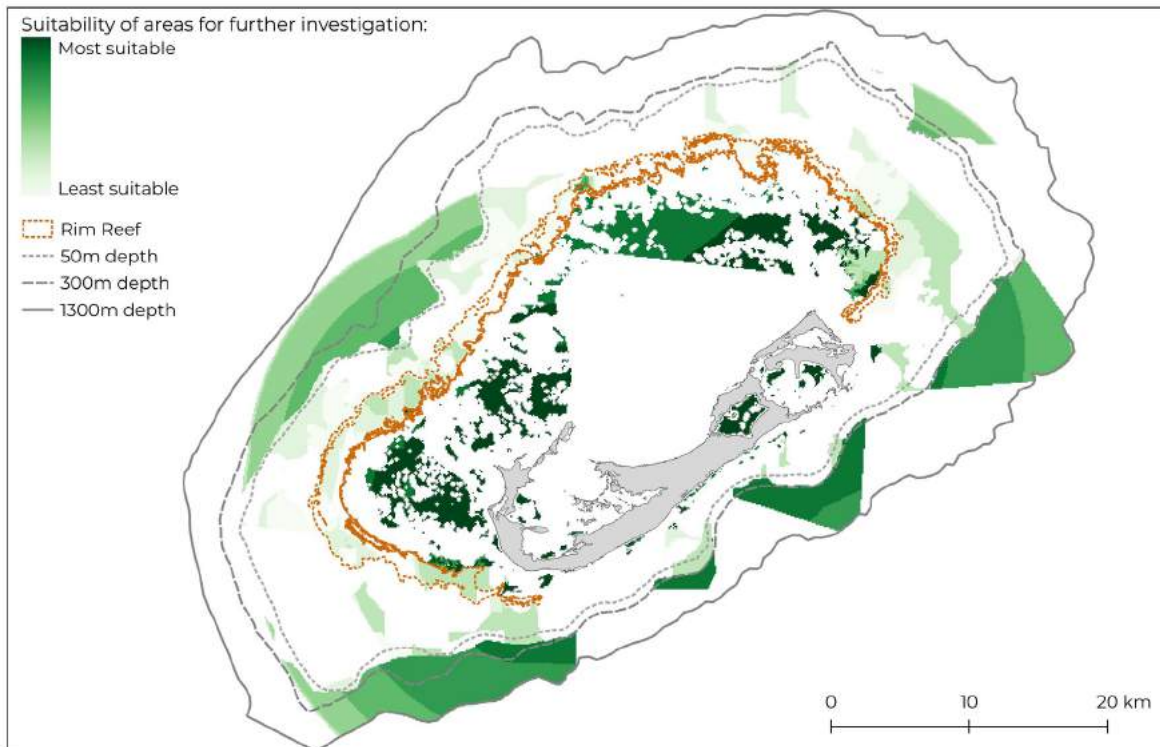 Suitability of areas for further investigation:
Most suitable
Least suitable
Rim Reef
50m depth
300m depth
1300m depth
0 10 20 km